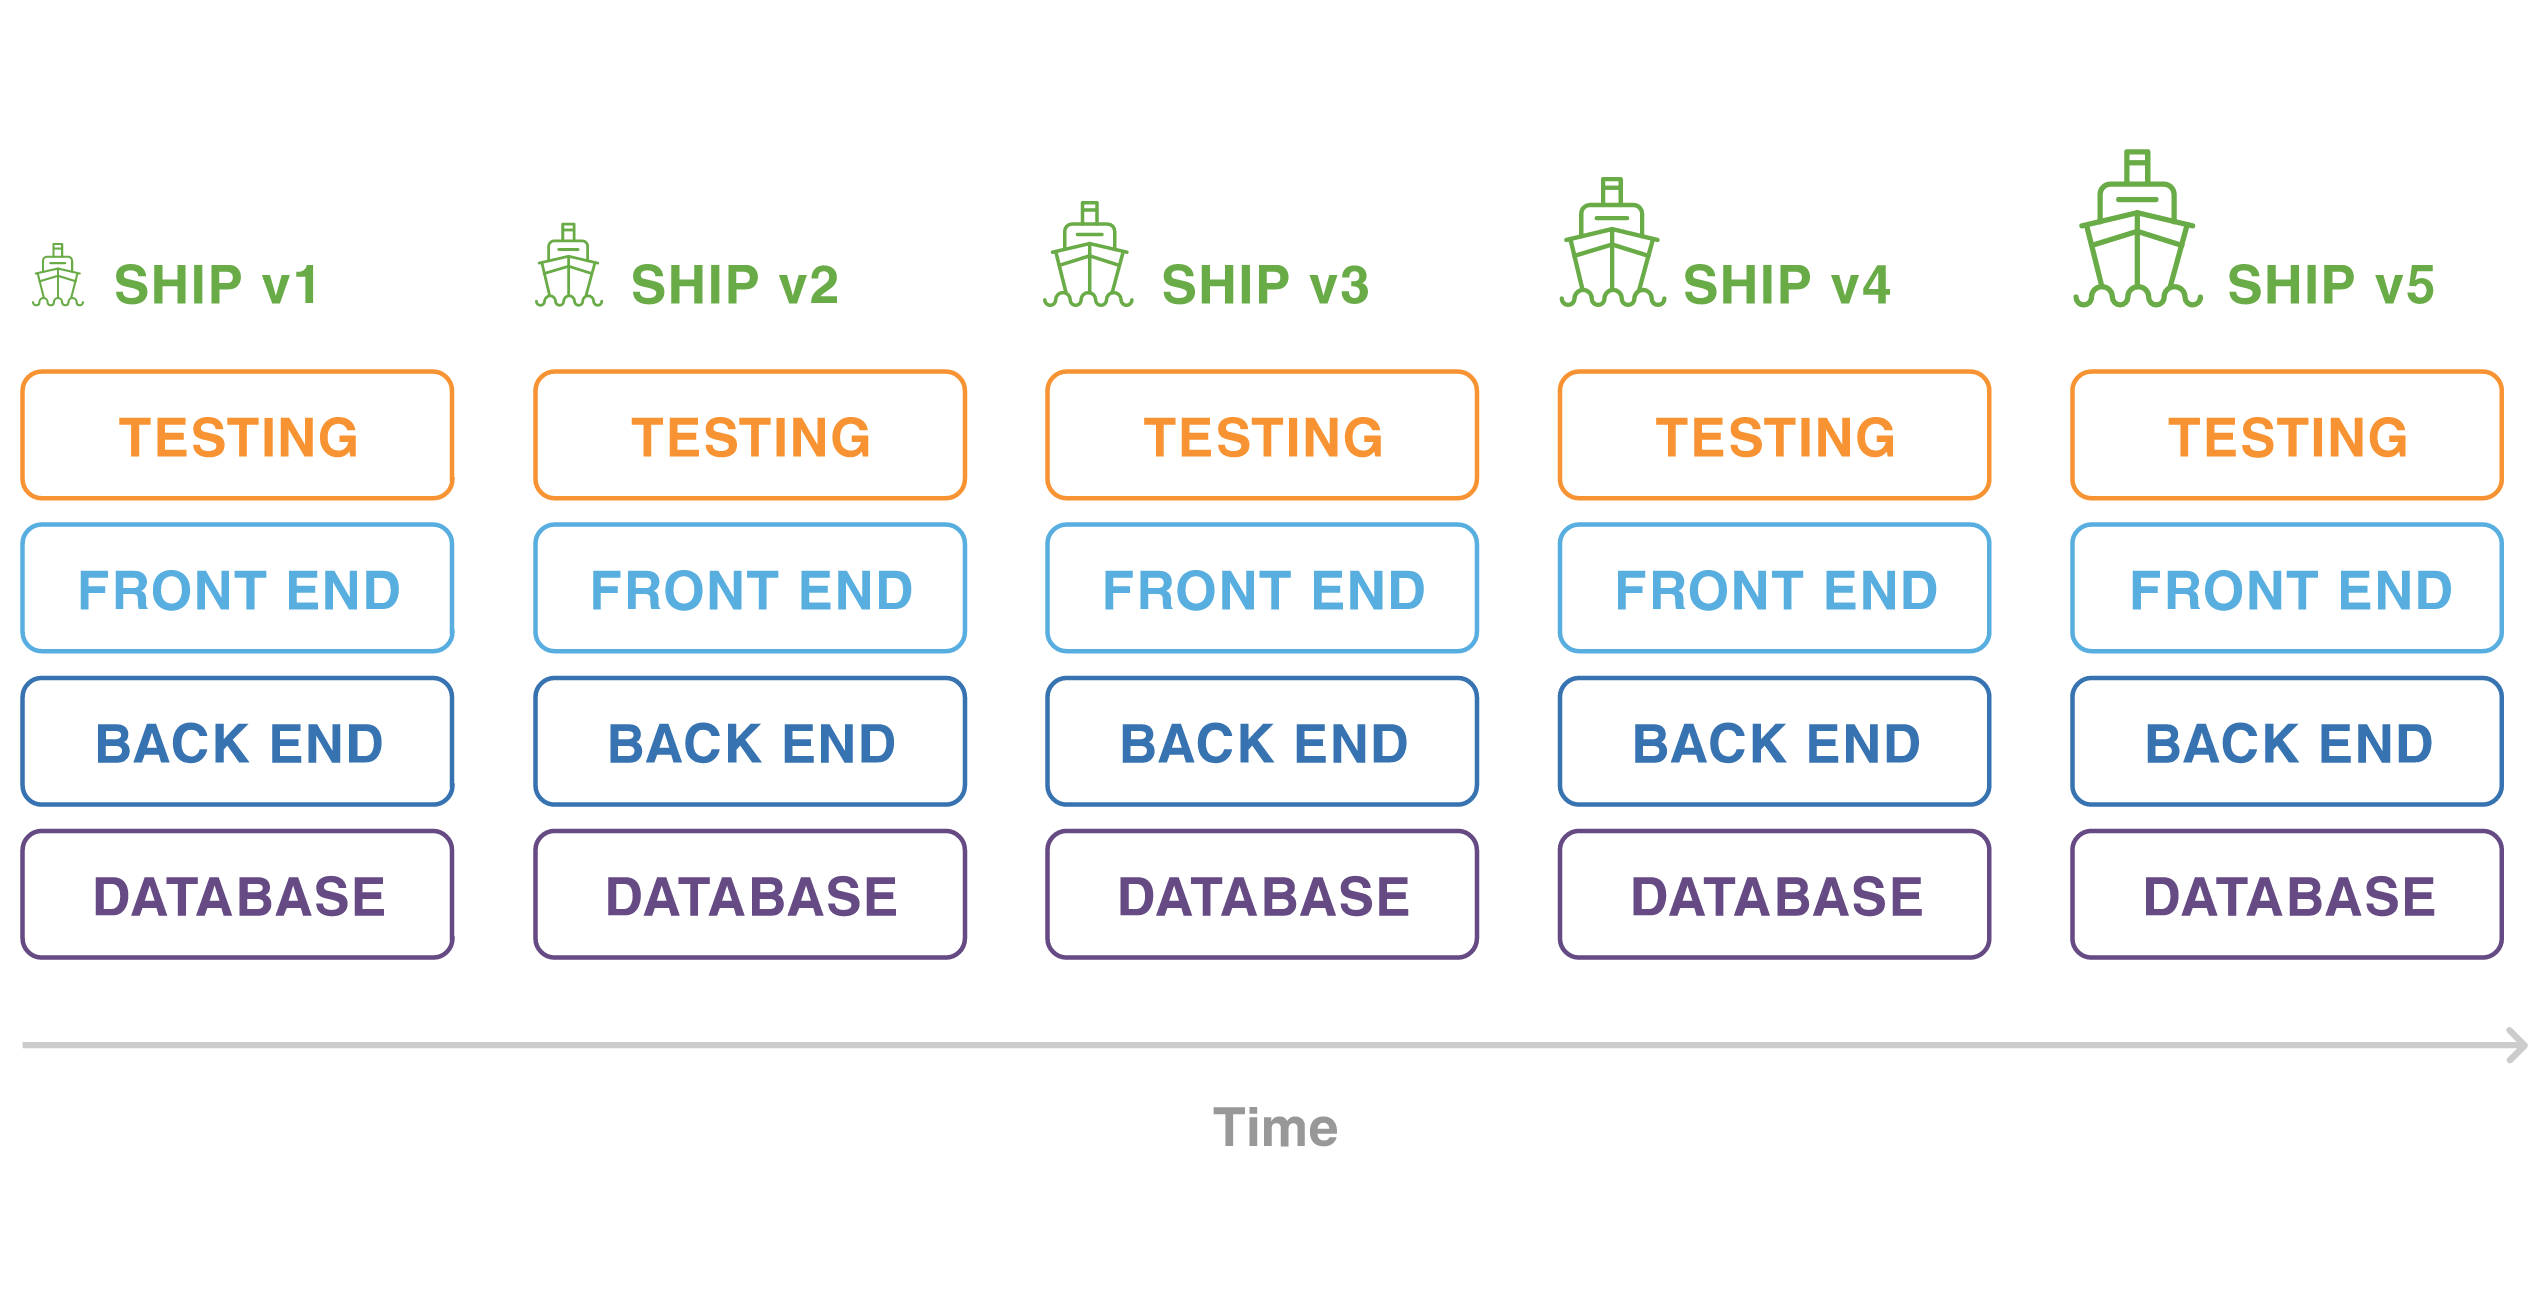 SHIP v1 SHIP v2 SHIP v3 SHIP v4 SHIP v5
TESTING TESTING TESTING TESTING TESTING
FRONT END FRONT END FRONT END FRONT END FRONT END
BACK END BACK END BACK END BACK END BACK END
DATABASE DATABASE DATABASE DATABASE DATABASE
Time